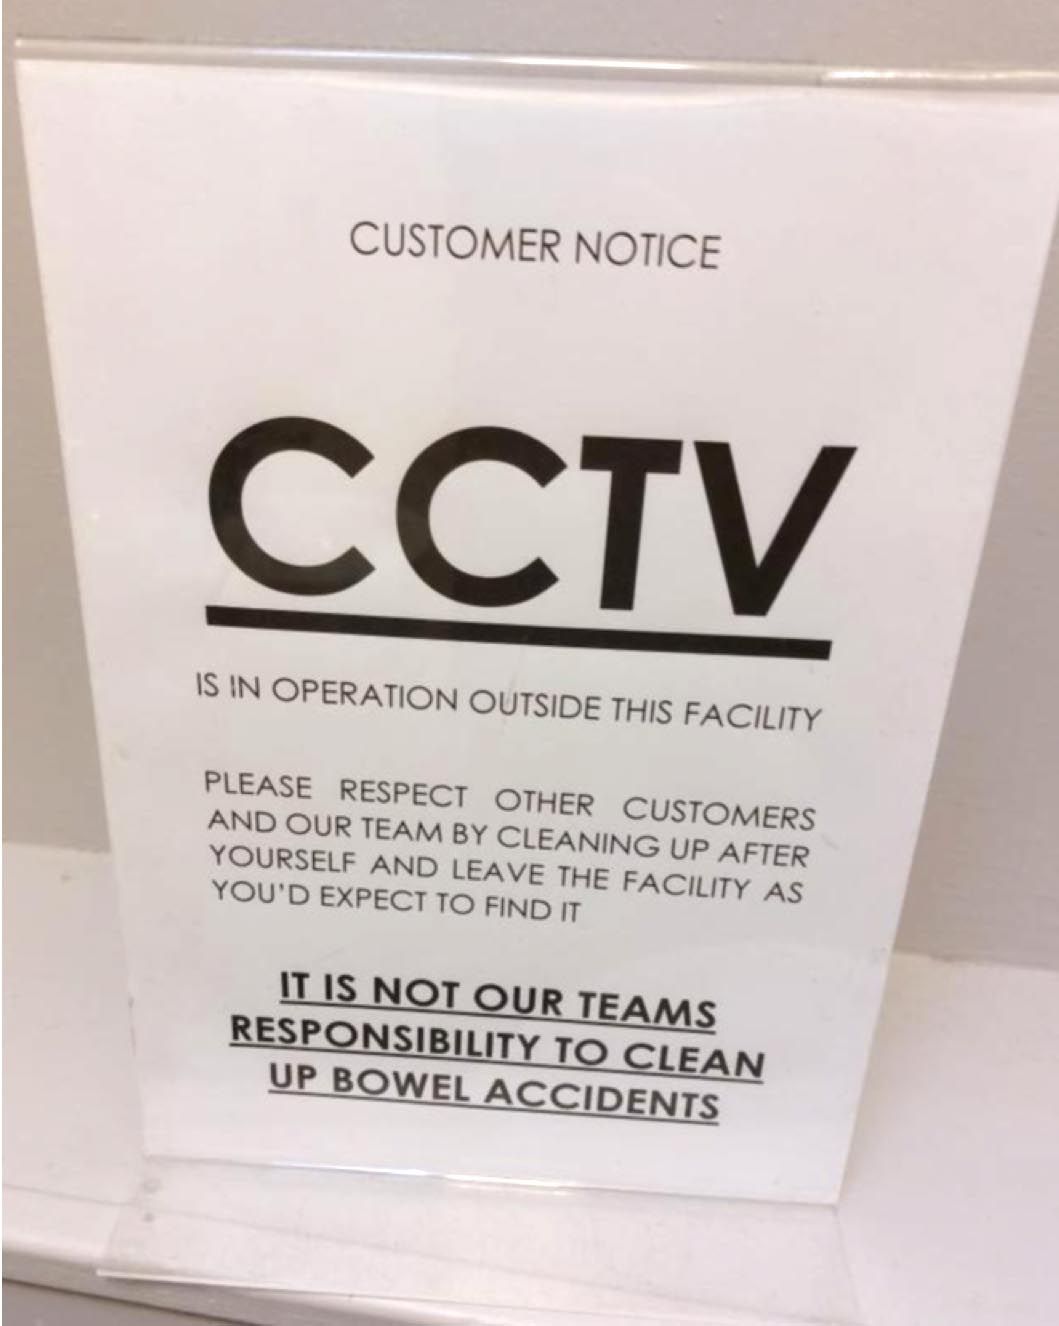 CUSTOMER NOTICE
CCTV
IS IN OPERATION OUTSIDE THIS FACILITY
PLEASE RESPECT OTHER CUSTOMERS
AND OUR TEAM BY CLEANING UP AFTER
YOURSELF AND LEAVE THE FACILITY AS
YOU'D EXPECT TO FIND IT
IT IS NOT OUR TEAMS
RESPONSIBILITY TO CLEAN
UP BOWEL ACCIDENTS